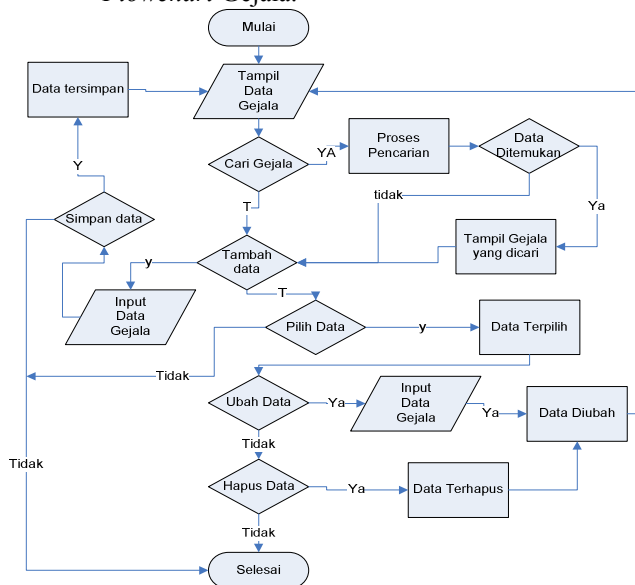 Flowchart Gejala.
Mulai
Tampil
Data
Gejala
Data tersimpan
Cari Gejala
YA
Proses
Pencarian
Data
Ditemukan
Y
T
tidak
Ya
Simpan data
Tambah
data
Tampil Gejala
yang dicari
y
Input
Data
Gejala
T
Pilih Data
y
Data Terpilih
Tidak
Ubah Data
Ya
Input
Data
Gejala
Ya
Data Diubah
Tidak
Tidak
Hapus Data
Ya
Data Terhapus
Tidak
Selesai